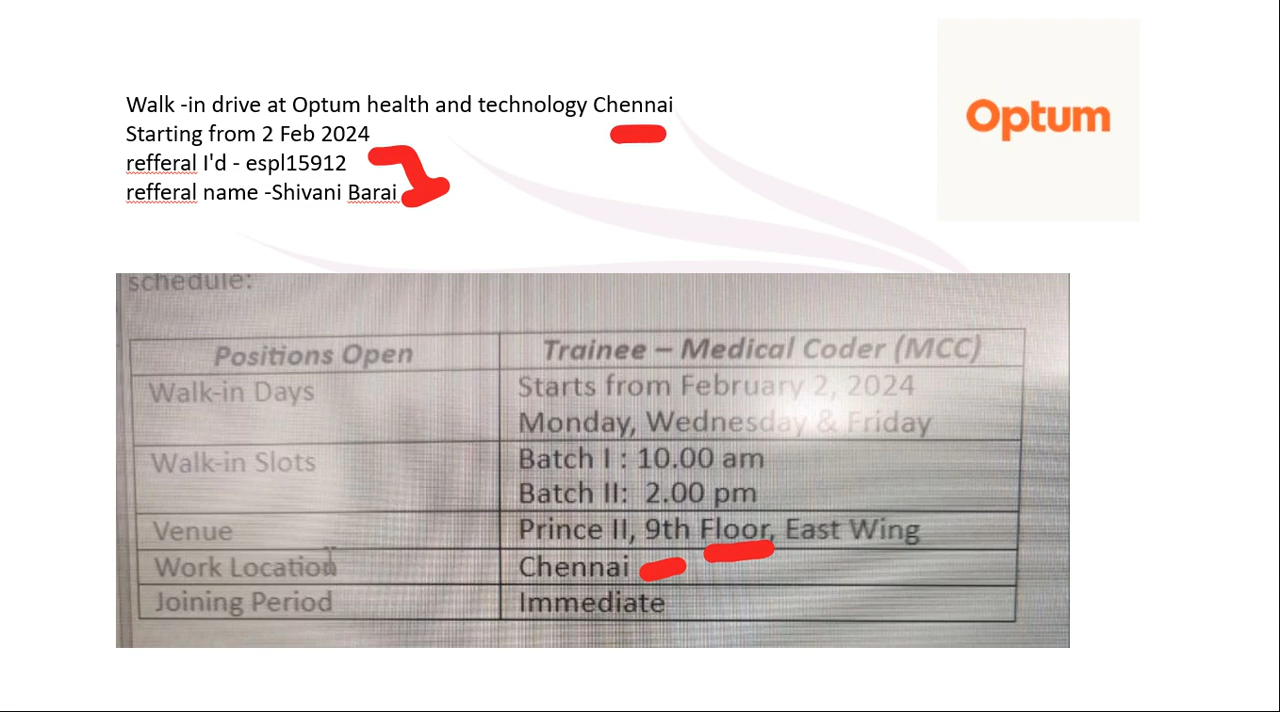 Walk -in drive at Optum health and technology Chennai
Starting from 2 Feb 2024
refferal I'd - espl15912
refferal name -Shivani Barai
Optum
schedule:
Positions Open Trainee – Medical Coder (MCC)
Walk-in Days Starts from February 2, 2024
Monday, Wednesday & Friday
Walk-in Slots Batch I : 10.00 am
Batch II: 2.00 pm
Venue Prince II, 9th Floor, East Wing
Work Location Chennai
Joining Period Immediate